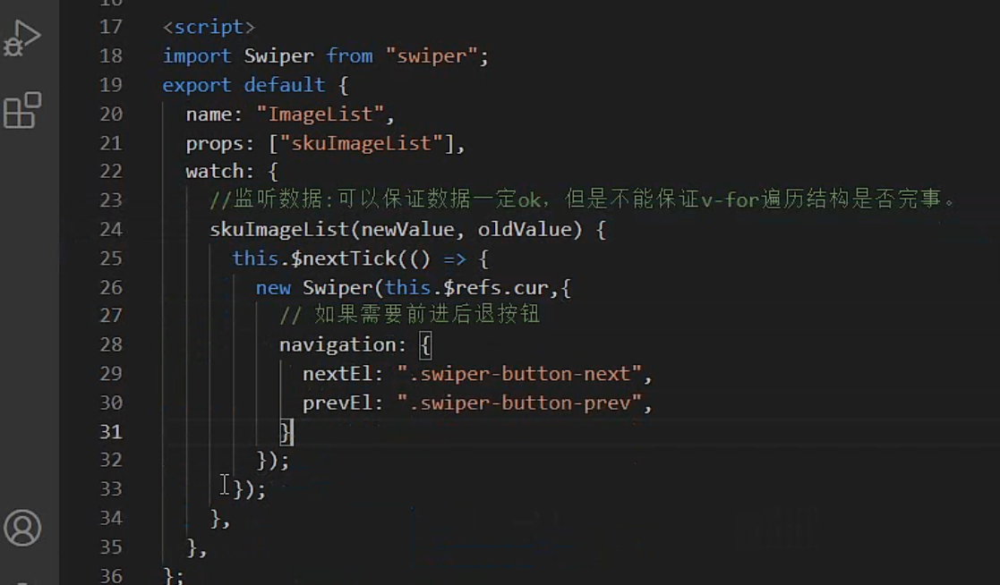 16
17 <script>
18 import Swiper from "swiper";
19 export default {
20 name: "ImageList",
21 props: ["skuImageList"],
22 watch: {
23 //监听数据:可以保证数据一定ok，但是不能保证v-for遍历结构是否完事。
24 skuImageList(newValue, oldValue) {
25 this.$nextTick(() => {
26 new Swiper(this.$refs.cur,{
27 // 如果需要前进后退按钮
28 navigation: {
29 nextEl: ".swiper-button-next",
30 prevEl: ".swiper-button-prev",
31 }
32 });
33 });
34 },
35 },
36 };